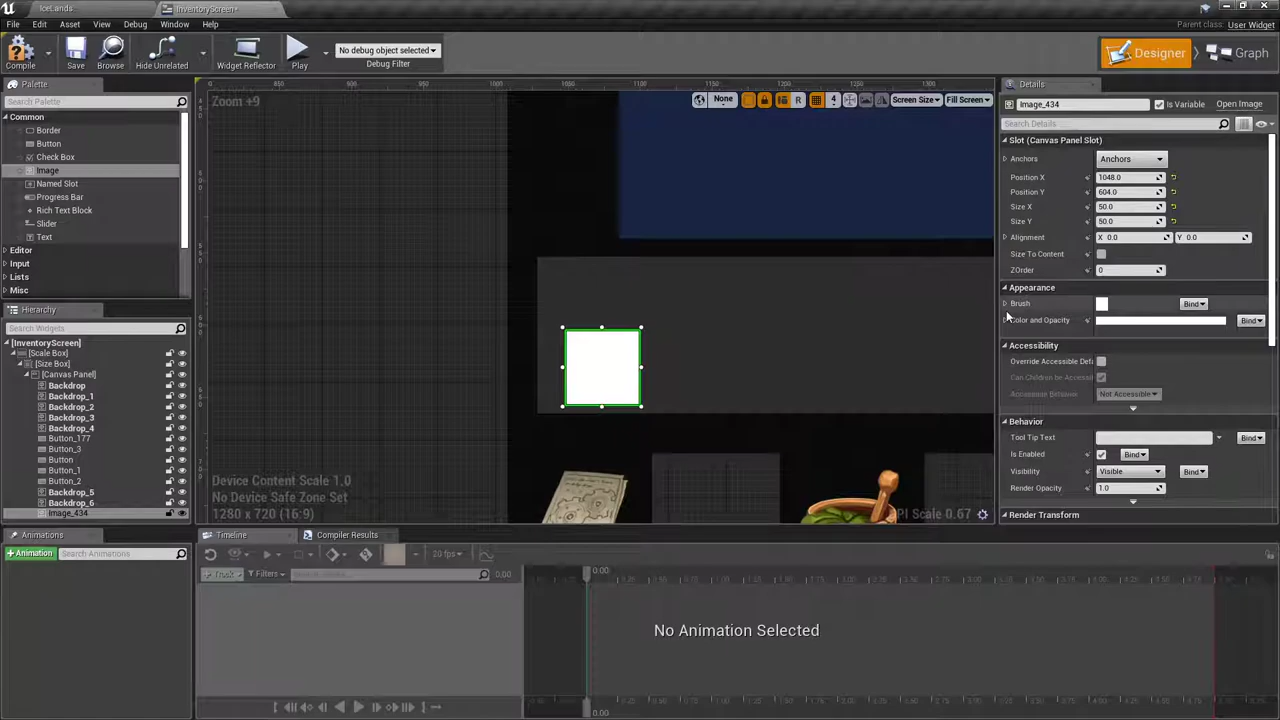 IceLands
InventoryScreen*
File Edit Asset View Debug Window Help
Parent class: User Widget
Compile Save Browse Hide Unrelated Widget Reflector Play
No debug object selected
Debug Filter
Designer
Graph
Palette
Search Palette
Common
Border
Button
Check Box
Image
Named Slot
Progress Bar
Rich Text Block
Slider
Text
Editor
Input
Lists
Misc
Hierarchy
Search Widgets
[InventoryScreen]
[Scale Box]
[Size Box]
[Canvas Panel]
Backdrop
Backdrop_1
Backdrop_2
Backdrop_3
Backdrop_4
Button_177
Button_3
Button
Button_1
Button_2
Backdrop_5
Backdrop_6
Image_434
Zoom +9
None
R
4
Screen Size
Fill Screen
Device Content Scale 1.0
No Device Safe Zone Set
1280 x 720 (16:9)
PI Scale 0.67
Details
Image_434
Is Variable
Open Image
Search Details
Slot (Canvas Panel Slot)
Anchors Anchors
Position X 1048.0
Position Y 604.0
Size X 50.0
Size Y 50.0
Alignment X 0.0 Y 0.0
Size To Content
ZOrder 0
Appearance
Brush Bind
Color and Opacity Bind
Accessibility
Override Accessible Defa
Can Children be Accessib
Accessible Behavior Not Accessible
Behavior
Tool Tip Text Bind
Is Enabled Bind
Visibility Visible Bind
Render Opacity 1.0
Render Transform
Animations
+Animation
Search Animations
Timeline
Compiler Results
20 fps
Track
Filters
0.00
0.00
No Animation Selected
0.00